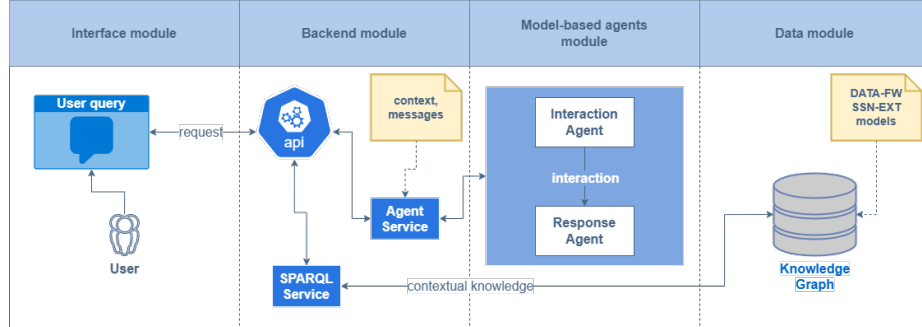 Interface module
Backend module
Model-based agents
module
Data module
User query
request
api
context,
messages
Agent
Service
SPARQL
Service
User
Interaction
Agent
interaction
Response
Agent
contextual knowledge
DATA-FW
SSN-EXT
models
Knowledge
Graph